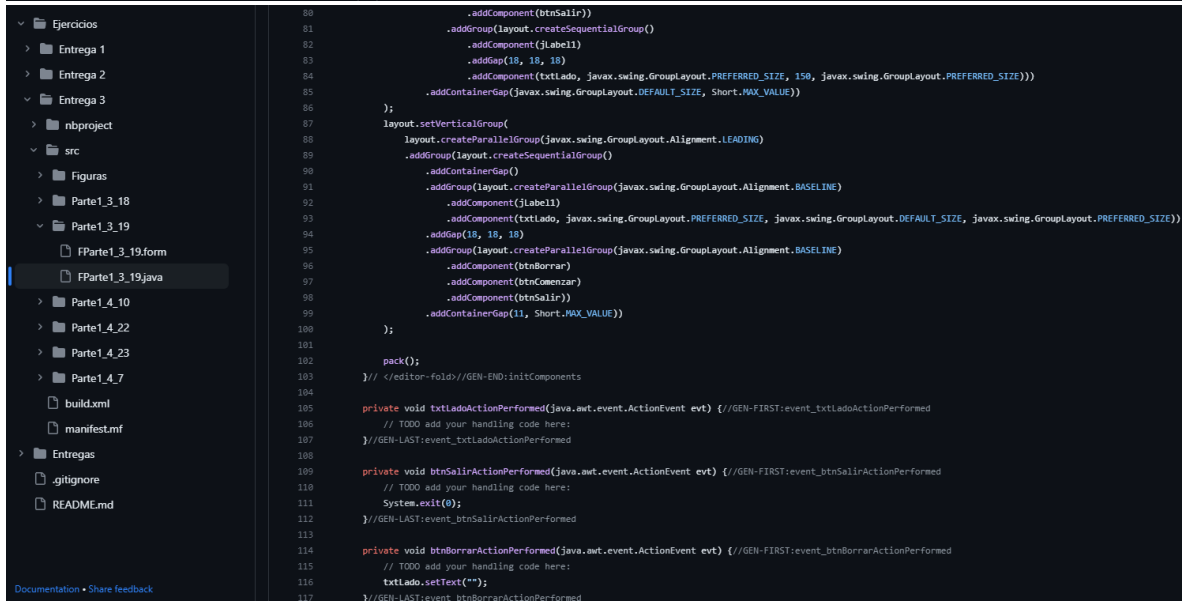 Ejercicios
Entrega 1
Entrega 2
Entrega 3
nbproject
src
Figuras
Parte1_3_18
Parte1_3_19
FParte1_3_19.form
FParte1_3_19.java
Parte1_4_10
Parte1_4_22
Parte1_4_23
Parte1_4_7
build.xml
manifest.mf
Entregas
.gitignore
README.md
Documentation • Share feedback
80 .addComponent(btnSalir))
81 .addGroup(layout.createSequentialGroup()
82 .addComponent(jLabel1)
83 .addGap(18, 18, 18)
84 .addComponent(txtLado, javax.swing.GroupLayout.PREFERRED_SIZE, 150, javax.swing.GroupLayout.PREFERRED_SIZE)))
85 .addContainerGap(javax.swing.GroupLayout.DEFAULT_SIZE, Short.MAX_VALUE))
86 );
87 layout.setVerticalGroup(
88 layout.createParallelGroup(javax.swing.GroupLayout.Alignment.LEADING)
89 .addGroup(layout.createSequentialGroup()
90 .addContainerGap()
91 .addGroup(layout.createParallelGroup(javax.swing.GroupLayout.Alignment.BASELINE)
92 .addComponent(jLabel1)
93 .addComponent(txtLado, javax.swing.GroupLayout.PREFERRED_SIZE, javax.swing.GroupLayout.DEFAULT_SIZE, javax.swing.GroupLayout.PREFERRED_SIZE))
94 .addGap(18, 18, 18)
95 .addGroup(layout.createParallelGroup(javax.swing.GroupLayout.Alignment.BASELINE)
96 .addComponent(btnBorrar)
97 .addComponent(btnComenzar)
98 .addComponent(btnSalir))
99 .addContainerGap(11, Short.MAX_VALUE))
100 );
101
102 pack();
103 }// </editor-fold>//GEN-END:initComponents
104
105 private void txtLadoActionPerformed(java.awt.event.ActionEvent evt) {//GEN-FIRST:event_txtLadoActionPerformed
106 // TODO add your handling code here:
107 }//GEN-LAST:event_txtLadoActionPerformed
108
109 private void btnSalirActionPerformed(java.awt.event.ActionEvent evt) {//GEN-FIRST:event_btnSalirActionPerformed
110 // TODO add your handling code here:
111 System.exit(0);
112 }//GEN-LAST:event_btnSalirActionPerformed
113
114 private void btnBorrarActionPerformed(java.awt.event.ActionEvent evt) {//GEN-FIRST:event_btnBorrarActionPerformed
115 // TODO add your handling code here:
116 txtLado.setText("");
117 }//GEN-LAST:event_btnBorrarActionPerformed